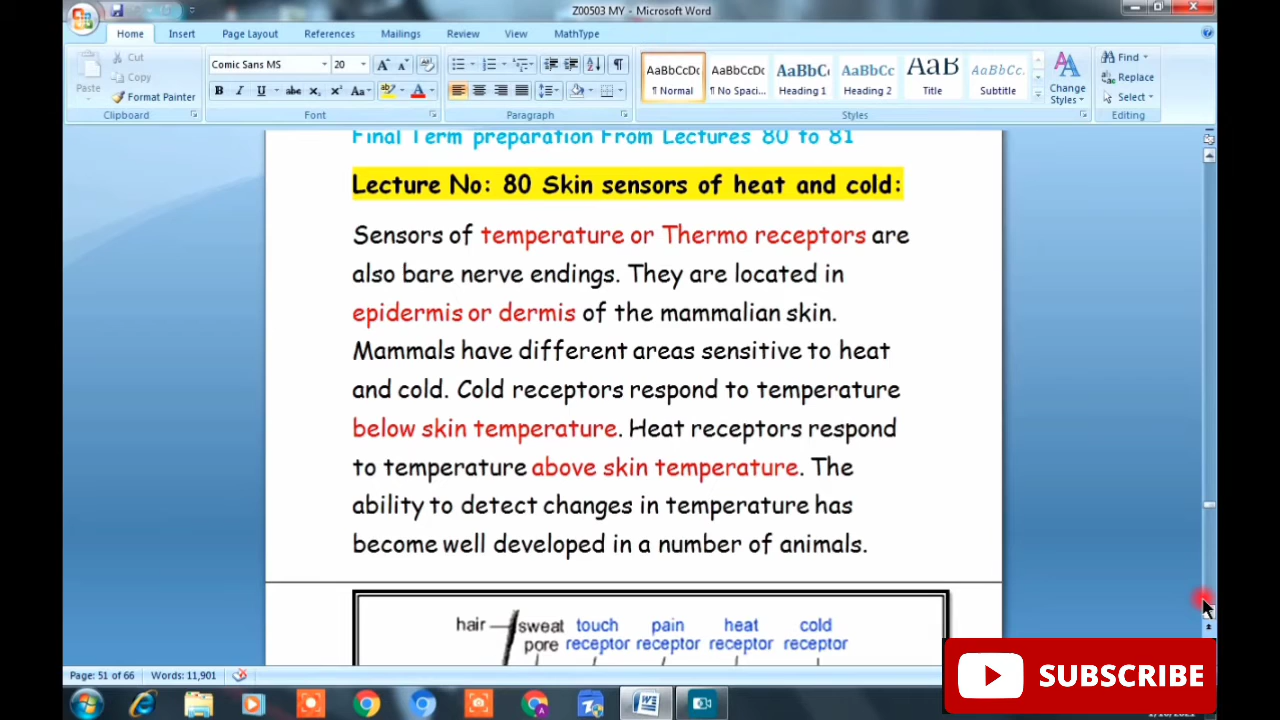 Z00503 MY - Microsoft Word
Home Insert Page Layout References Mailings Review View MathType
Paste Cut Copy Format Painter Clipboard
Comic Sans MS 20 Font
Paragraph
AaBbCcDc AaBbCcDc AaBbC AaBbCc AaB AaBbCc.
¶ Normal ¶ No Spaci... Heading 1 Heading 2 Title Subtitle
Styles
Change Styles
Find Replace Select Editing
Final Term preparation From Lectures 80 to 81
Lecture No: 80 Skin sensors of heat and cold:
Sensors of temperature or Thermo receptors are
also bare nerve endings. They are located in
epidermis or dermis of the mammalian skin.
Mammals have different areas sensitive to heat
and cold. Cold receptors respond to temperature
below skin temperature. Heat receptors respond
to temperature above skin temperature. The
ability to detect changes in temperature has
become well developed in a number of animals.
hair sweat touch pain heat cold
pore receptor receptor receptor receptor
Page: 51 of 66 Words: 11,901
SUBSCRIBE